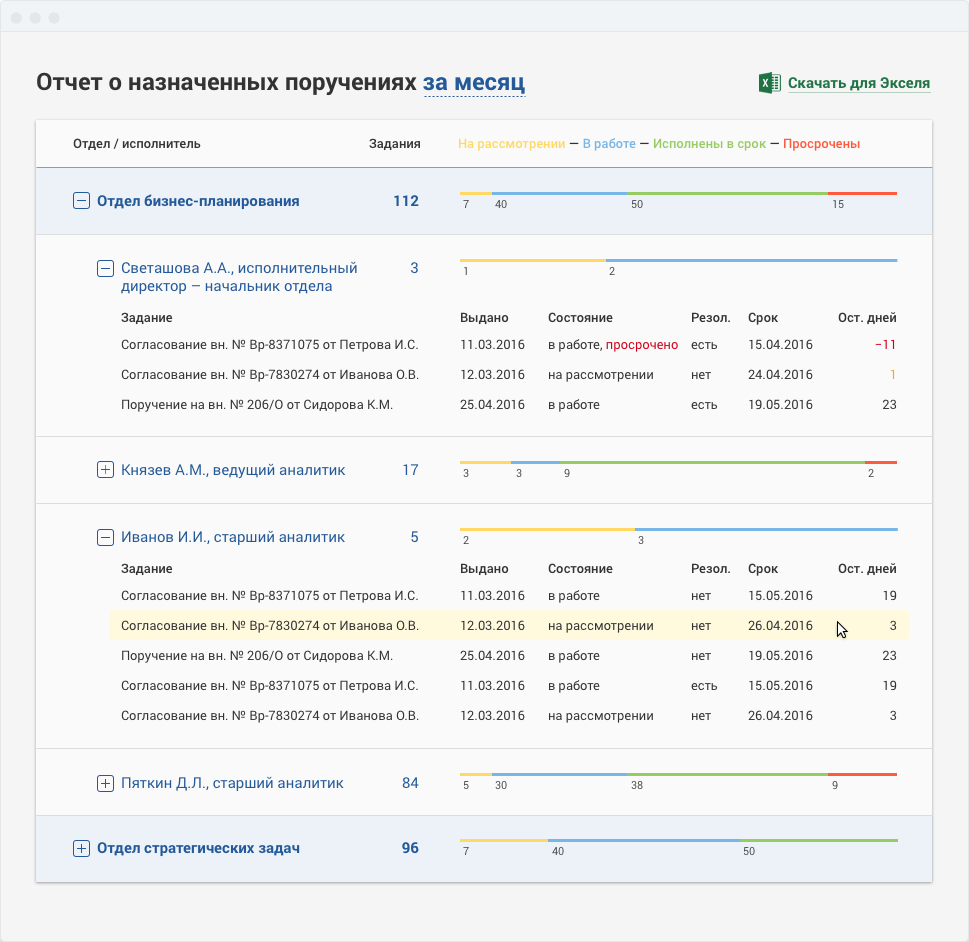 Отчет о назначенных поручениях за месяц
Скачать для Экселя
Отдел / исполнитель Задания На рассмотрении — В работе — Исполнены в срок — Просрочены
Отдел бизнес-планирования 112
7 40 50 15
Светашова А.А., исполнительный 3
директор – начальник отдела
1 2
Задание Выдано Состояние Резол. Срок Ост. дней
Согласование вн. № Вр-8371075 от Петрова И.С. 11.03.2016 в работе, просрочено есть 15.04.2016 −11
Согласование вн. № Вр-7830274 от Иванова О.В. 12.03.2016 на рассмотрении нет 24.04.2016 1
Поручение на вн. № 206/О от Сидорова К.М. 25.04.2016 в работе есть 19.05.2016 23
Князев А.М., ведущий аналитик 17
3 3 9 2
Иванов И.И., старший аналитик 5
2 3
Задание Выдано Состояние Резол. Срок Ост. дней
Согласование вн. № Вр-8371075 от Петрова И.С. 11.03.2016 в работе нет 15.05.2016 19
Согласование вн. № Вр-7830274 от Иванова О.В. 12.03.2016 на рассмотрении нет 26.04.2016 3
Поручение на вн. № 206/О от Сидорова К.М. 25.04.2016 в работе нет 19.05.2016 23
Согласование вн. № Вр-8371075 от Петрова И.С. 11.03.2016 в работе есть 15.05.2016 19
Согласование вн. № Вр-7830274 от Иванова О.В. 12.03.2016 на рассмотрении нет 26.04.2016 3
Пяткин Д.Л., старший аналитик 84
5 30 38 9
Отдел стратегических задач 96
7 40 50